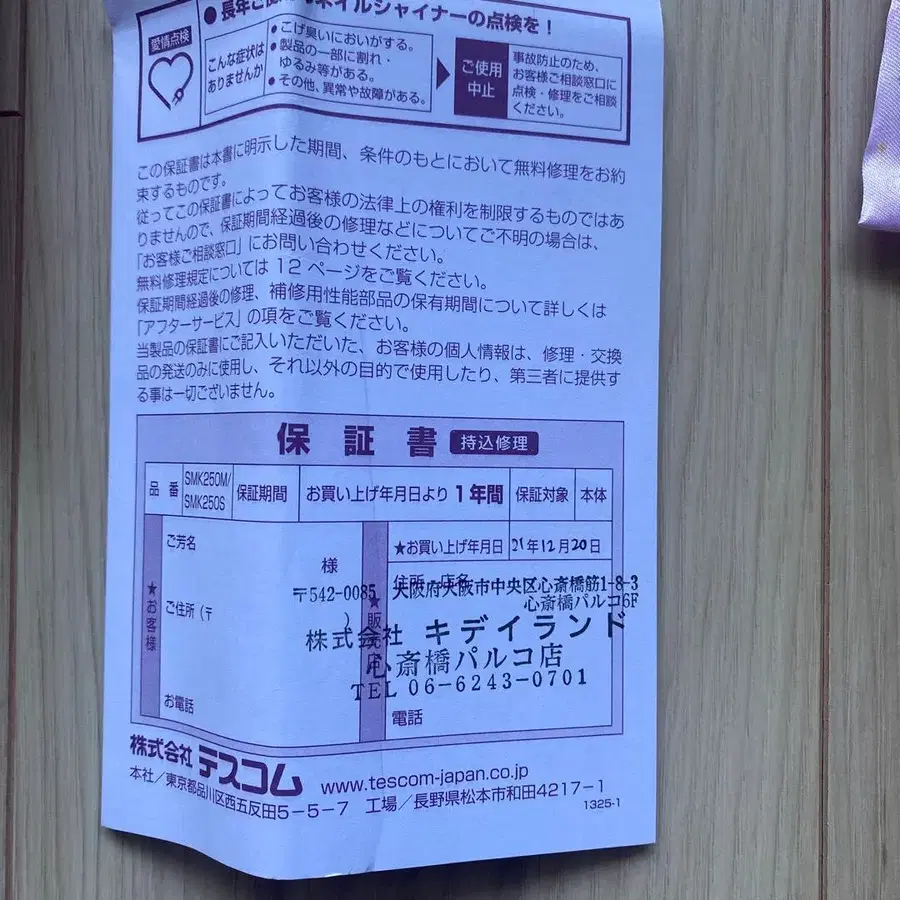 ●長年ご使 ネイルシャイナーの点検を！
愛情点検
こんな症状は
ありませんか
●こげ臭いにおいがする。
●製品の一部に割れ・
ゆるみ等がある。
●その他、異常や故障がある。
ご使用
中止
事故防止のため、
お客様ご相談窓口に
点検・修理をご相談
ください。
この保証書は本書に明示した期間、条件のもとにおいて無料修理をお約
束するものです。
従ってこの保証書によってお客様の法律上の権利を制限するものではあ
りませんので、保証期間経過後の修理などについてご不明の場合は、
「お客様ご相談窓口」にお問い合わせください。
無料修理規定については 12 ページをご覧ください。
保証期間経過後の修理、補修用性能部品の保有期間について詳しくは
「アフターサービス」の項をご覧ください。
当製品の保証書にご記入いただいた、お客様の個人情報は、修理・交換
品の発送のみに使用し、それ以外の目的で使用したり、第三者に提供す
る事は一切ございません。
保証書 持込修理
品番 SMK250M/
SMK250S
保証期間 お買い上げ年月日より1年間 保証対象 本体
★お客様
ご芳名
様
ご住所（〒 ）
お電話
★販売店
★お買い上げ年月日 21年12月20日
住所・店名
〒542-0085 大阪府大阪市中央区心斎橋筋1-8-3
心斎橋パルコ6F
株式会社 キデイランド
心斎橋パルコ店
TEL 06-6243-0701
電話
株式会社テスコム www.tescom-japan.co.jp
本社／東京都品川区西五反田5-5-7 工場／長野県松本市和田4217-1
1325-1